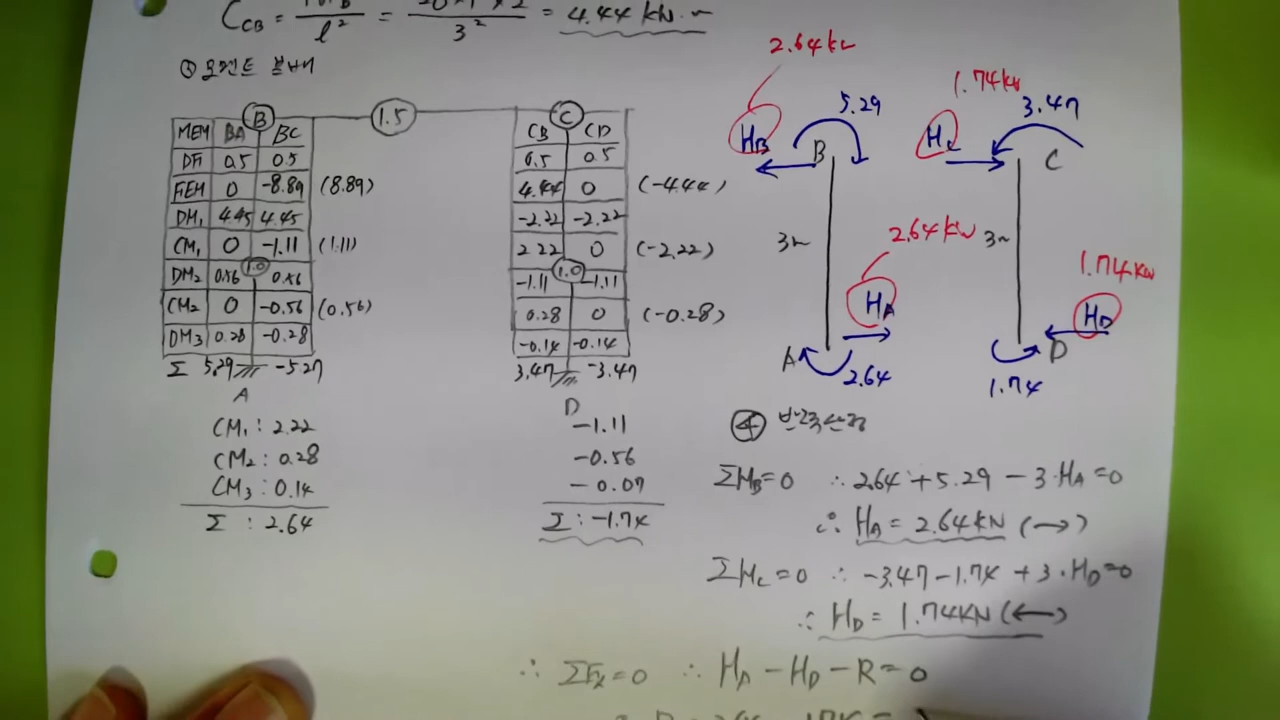 C_CB = / l² = / 3² = 4.44 kN·m
③ 모멘트 분배
B 1.5 C
MEM BA BC CB CD
DF 0.5 0.5 0.5 0.5
FEM 0 -8.89 (8.89) 4.44 0 (-4.44)
DM₁ 4.45 4.45 -2.22 -2.22
CM₁ 0 -1.11 (1.11) 2.22 0 (-2.22)
1.0 1.0
DM₂ 0.56 0.56 -1.11 -1.11
CM₂ 0 -0.56 (0.56) 0.28 0 (-0.28)
DM₃ 0.28 -0.28 -0.14 -0.14
Σ 5.29 -5.27 3.47 -3.47
A D
CM₁ : 2.22 -1.11
CM₂ : 0.28 -0.56
CM₃ : 0.14 -0.07
Σ : 2.64 Σ : -1.74
2.64kN
5.29
H_B B
3m
2.64kN
H_A
A 2.64
1.74kN
3.47
H_C C
3m
1.74kN
H_D
D
1.74
④ 반력산정
ΣM_B=0 ∴ 2.64+5.29-3·H_A=0
∴ H_A = 2.64KN (→)
ΣM_C=0 ∴ -3.47-1.74+3·H_D=0
∴ H_D = 1.74KN (←)
∴ ΣFx=0 ∴ H_A - H_D - R = 0